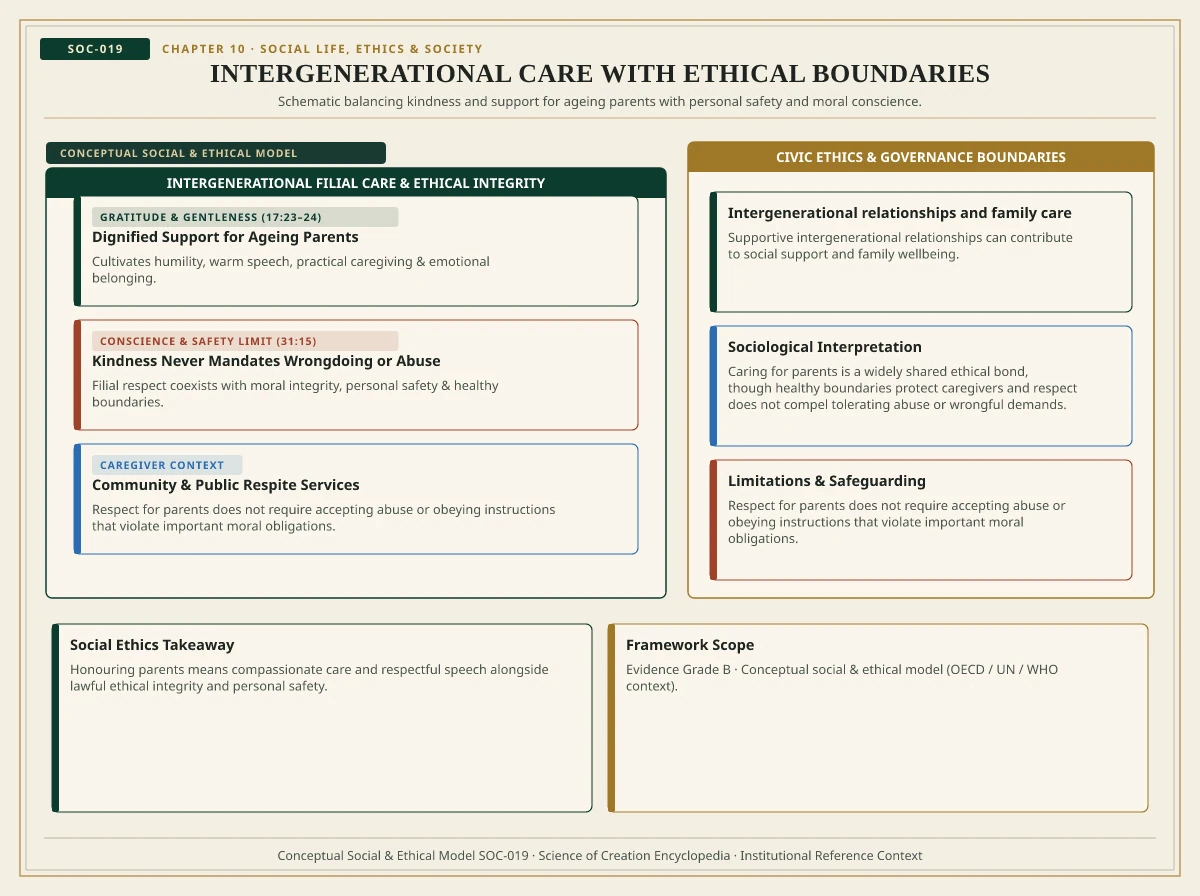 SOC-019
CHAPTER 10 · SOCIAL LIFE, ETHICS & SOCIETY
INTERGENERATIONAL CARE WITH ETHICAL BOUNDARIES
Schematic balancing kindness and support for ageing parents with personal safety and moral conscience.
CONCEPTUAL SOCIAL & ETHICAL MODEL
INTERGENERATIONAL FILIAL CARE & ETHICAL INTEGRITY
GRATITUDE & GENTLENESS (17:23–24)
Dignified Support for Ageing Parents
Cultivates humility, warm speech, practical caregiving & emotional
belonging.
CONSCIENCE & SAFETY LIMIT (31:15)
Kindness Never Mandates Wrongdoing or Abuse
Filial respect coexists with moral integrity, personal safety & healthy
boundaries.
CAREGIVER CONTEXT
Community & Public Respite Services
Respect for parents does not require accepting abuse or obeying instructions
that violate important moral obligations.
CIVIC ETHICS & GOVERNANCE BOUNDARIES
Intergenerational relationships and family care
Supportive intergenerational relationships can contribute
to social support and family wellbeing.
Sociological Interpretation
Caring for parents is a widely shared ethical bond,
though healthy boundaries protect caregivers and respect
does not compel tolerating abuse or wrongful demands.
Limitations & Safeguarding
Respect for parents does not require accepting abuse or
obeying instructions that violate important moral
obligations.
Social Ethics Takeaway
Honouring parents means compassionate care and respectful speech alongside
lawful ethical integrity and personal safety.
Framework Scope
Evidence Grade B · Conceptual social & ethical model (OECD / UN / WHO
context).
Conceptual Social & Ethical Model SOC-019 · Science of Creation Encyclopedia · Institutional Reference Context